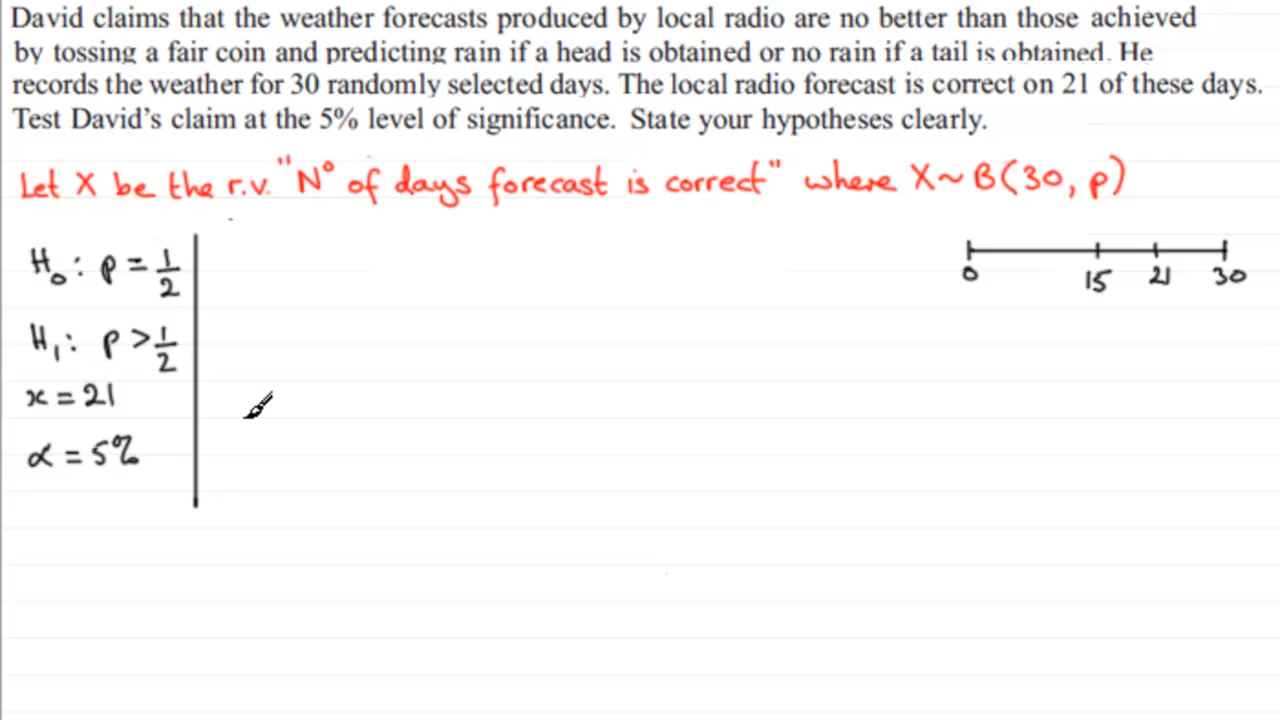 David claims that the weather forecasts produced by local radio are no better than those achieved
by tossing a fair coin and predicting rain if a head is obtained or no rain if a tail is obtained. He
records the weather for 30 randomly selected days. The local radio forecast is correct on 21 of these days.
Test David's claim at the 5% level of significance. State your hypotheses clearly.
Let X be the r.v. "Nº of days forecast is correct" where X~B(30, p)
H₀: p = 1/2
H₁: p > 1/2
x = 21
α = 5%
0 15 21 30